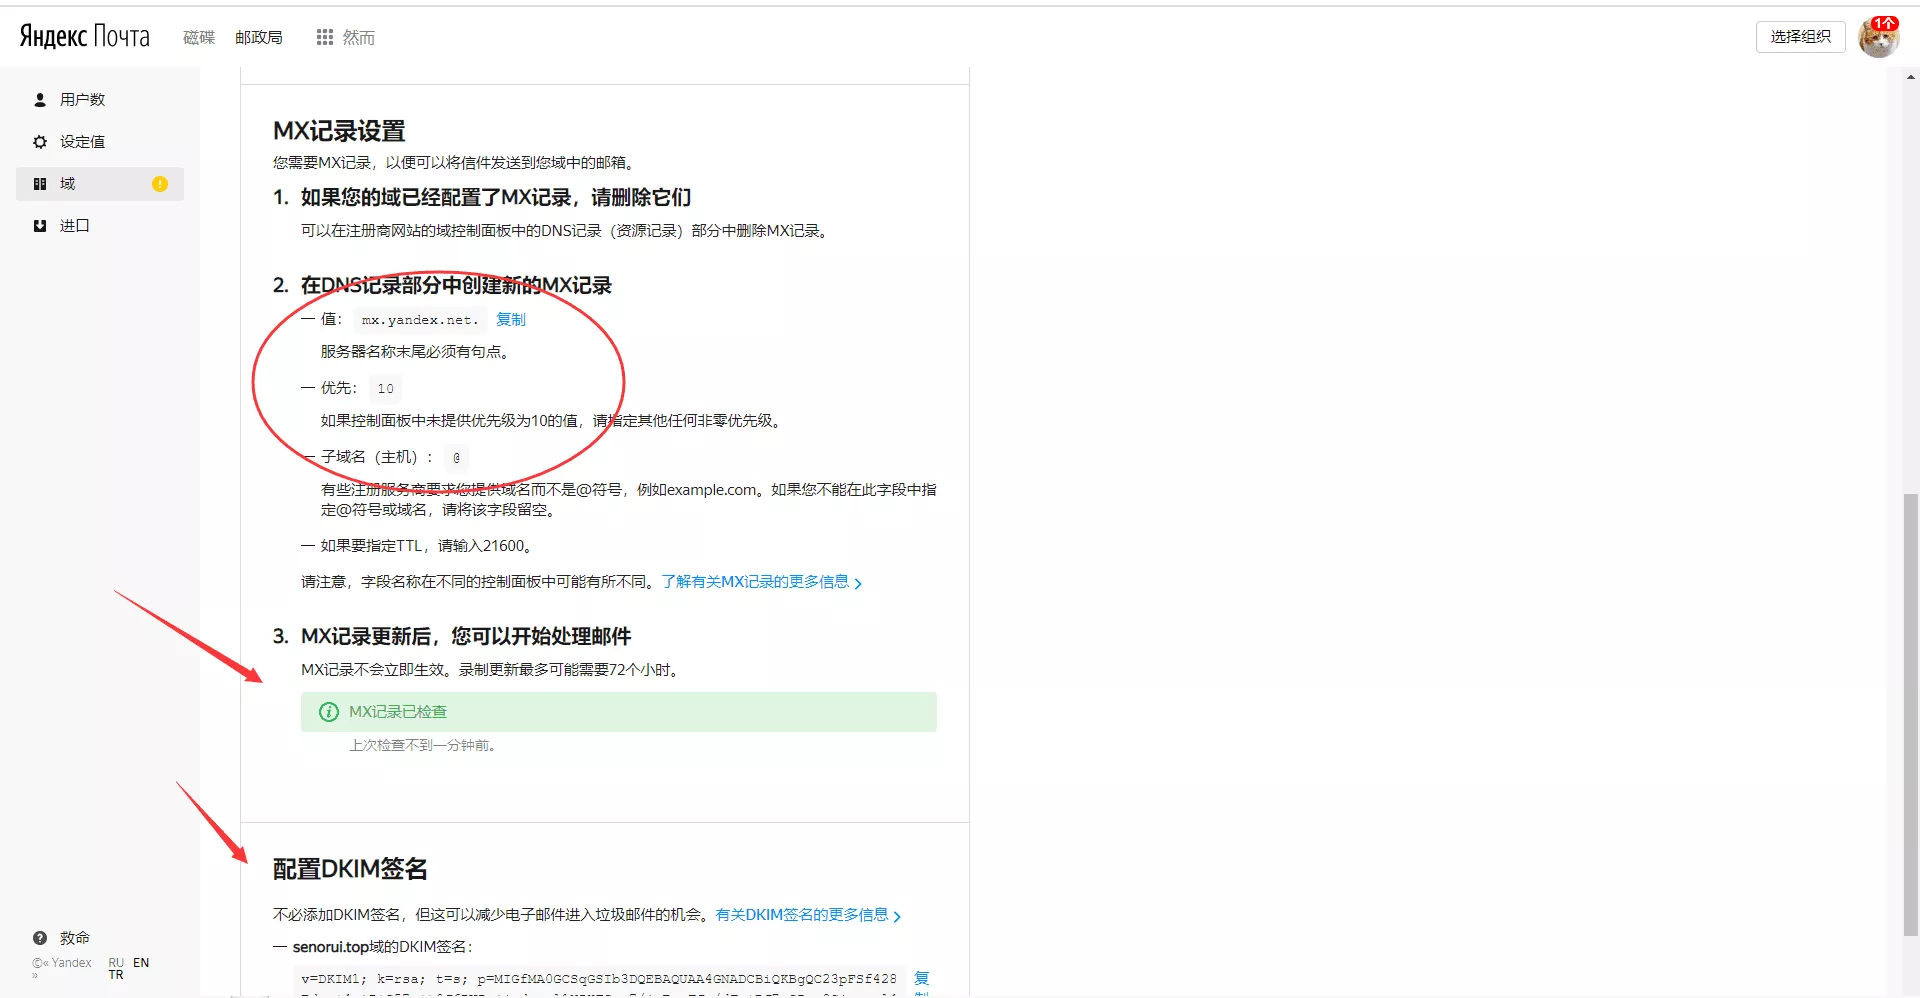 Яндекс Почта 磁碟 邮政局 然而 选择组织 1个
用户数
设定值
域
进口
MX记录设置
您需要MX记录，以便可以将信件发送到您域中的邮箱。
1. 如果您的域已经配置了MX记录，请删除它们
可以在注册商网站的域控制面板中的DNS记录（资源记录）部分中删除MX记录。
2. 在DNS记录部分中创建新的MX记录
— 值： mx.yandex.net. 复制
服务器名称末尾必须有句点。
— 优先： 10
如果控制面板中未提供优先级为10的值，请指定其他任何非零优先级。
— 子域名（主机）： @
有些注册服务商要求您提供域名而不是@符号，例如example.com。如果您不能在此字段中指
定@符号或域名，请将该字段留空。
— 如果要指定TTL，请输入21600。
请注意，字段名称在不同的控制面板中可能有所不同。了解有关MX记录的更多信息
3. MX记录更新后，您可以开始处理邮件
MX记录不会立即生效。录制更新最多可能需要72个小时。
MX记录已检查
上次检查不到一分钟前。
配置DKIM签名
不必添加DKIM签名，但这可以减少电子邮件进入垃圾邮件的机会。有关DKIM签名的更多信息
— senorui.top域的DKIM签名：
v=DKIM1; k=rsa; t=s; p=MIGfMA0GCSqGSIb3DQEBAQUAA4GNADCBiQKBgQC23pFSf428 复
救命
©« Yandex RU EN
» TR